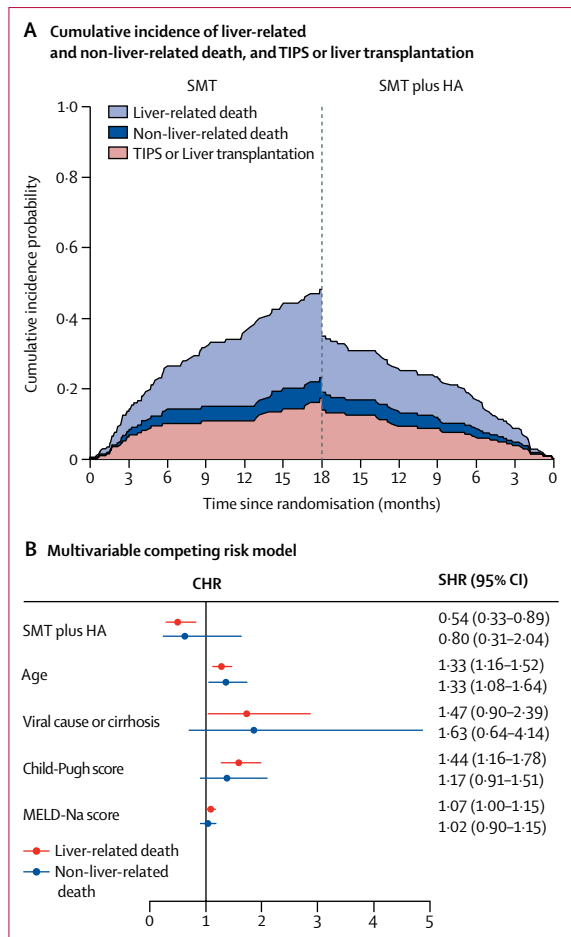 A Cumulative incidence of liver-related
and non-liver-related death, and TIPS or liver transplantation
SMT
SMT plus HA
1·0
0·8
0·6
0·4
0·2
0
Cumulative incidence probability
Liver-related death
Non-liver-related death
TIPS or Liver transplantation
0 3 6 9 12 15 18 15 12 9 6 3 0
Time since randomisation (months)
B Multivariable competing risk model
CHR
SHR (95% CI)
SMT plus HA
0·54 (0·33–0·89)
0·80 (0·31–2·04)
Age
1·33 (1·16–1·52)
1·33 (1·08–1·64)
Viral cause or cirrhosis
1·47 (0·90–2·39)
1·63 (0·64–4·14)
Child-Pugh score
1·44 (1·16–1·78)
1·17 (0·91–1·51)
MELD-Na score
1·07 (1·00–1·15)
1·02 (0·90–1·15)
Liver-related death
Non-liver-related
death
0 1 2 3 4 5